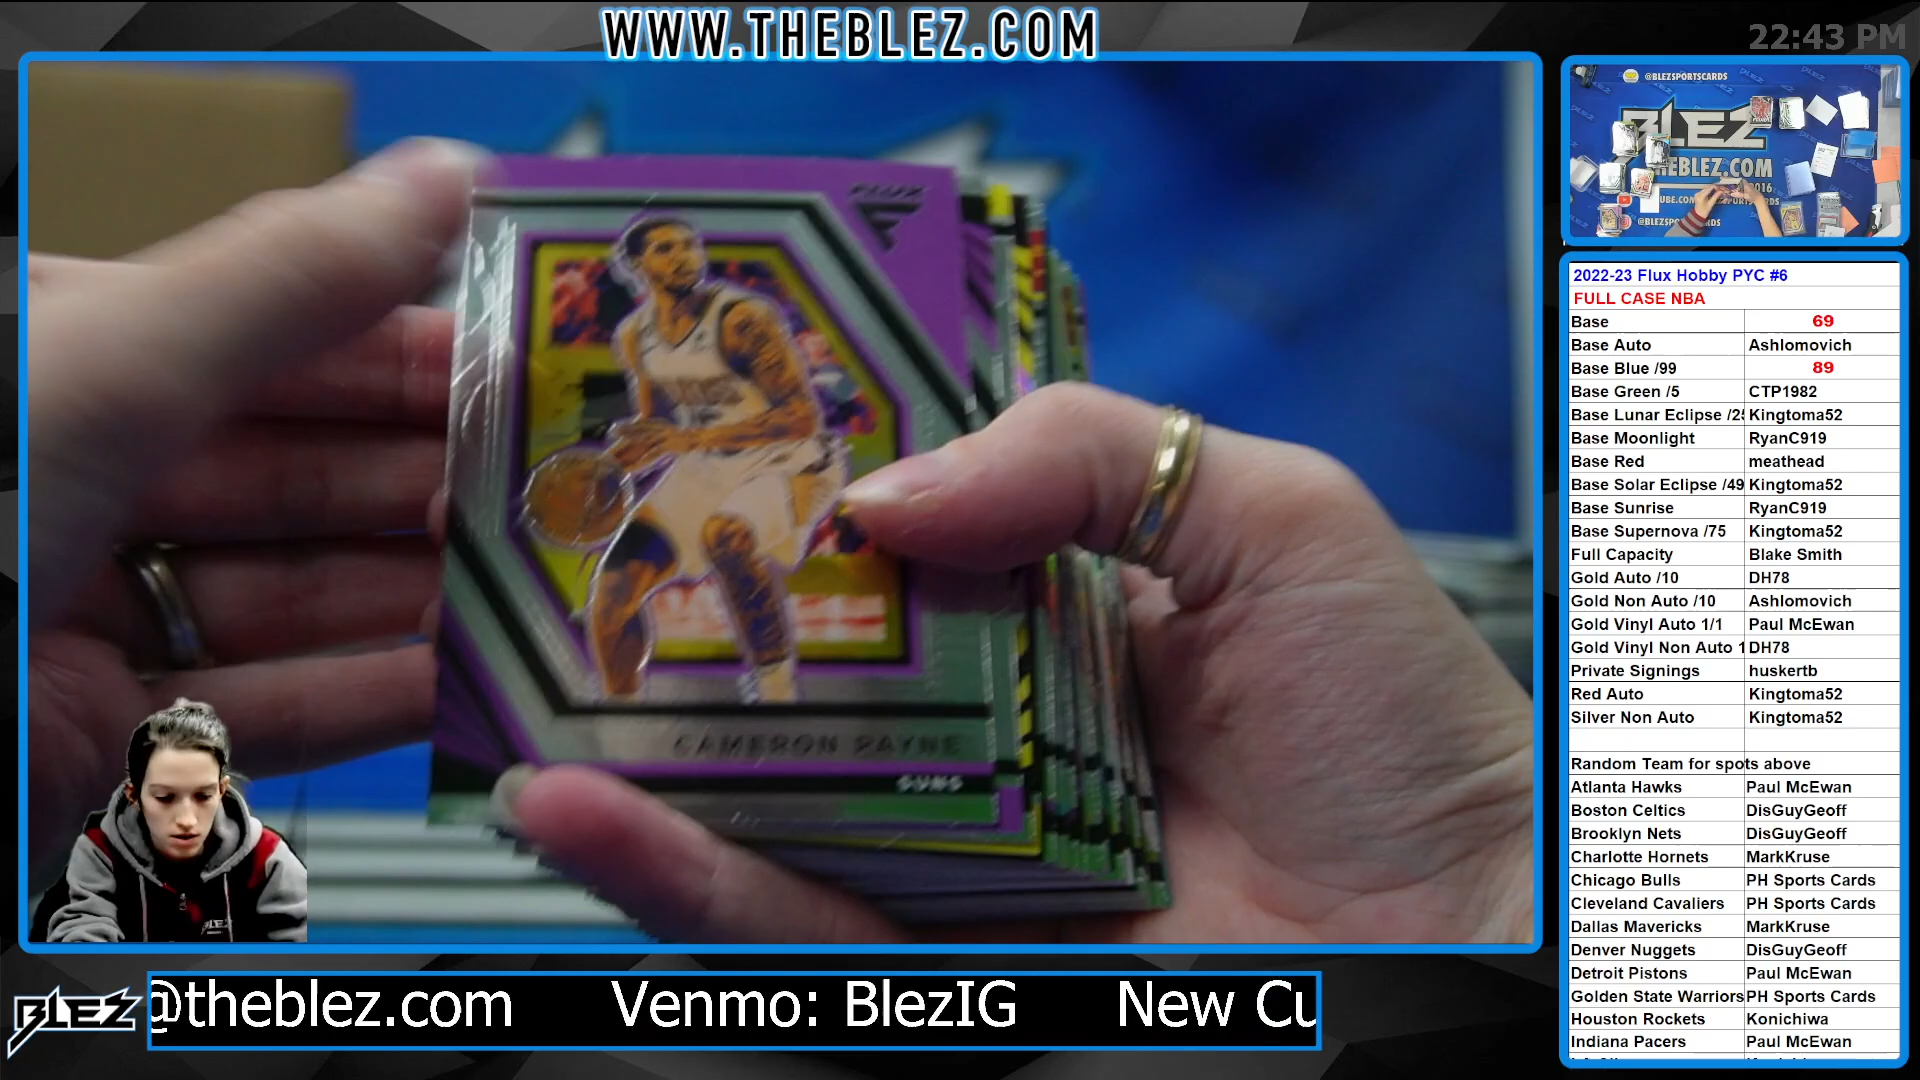 WWW.THEBLEZ.COM
22:43 PM
@BLEZSPORTSCARDS
BLEZ
THEBLEZ.COM
FLUX
CAMERON PAYNE
SUNS
2022-23 Flux Hobby PYC #6
FULL CASE NBA
Base 69
Base Auto Ashlomovich
Base Blue /99 89
Base Green /5 CTP1982
Base Lunar Eclipse /25 Kingtoma52
Base Moonlight RyanC919
Base Red meathead
Base Solar Eclipse /49 Kingtoma52
Base Sunrise RyanC919
Base Supernova /75 Kingtoma52
Full Capacity Blake Smith
Gold Auto /10 DH78
Gold Non Auto /10 Ashlomovich
Gold Vinyl Auto 1/1 Paul McEwan
Gold Vinyl Non Auto 1 DH78
Private Signings huskertb
Red Auto Kingtoma52
Silver Non Auto Kingtoma52
Random Team for spots above
Atlanta Hawks Paul McEwan
Boston Celtics DisGuyGeoff
Brooklyn Nets DisGuyGeoff
Charlotte Hornets MarkKruse
Chicago Bulls PH Sports Cards
Cleveland Cavaliers PH Sports Cards
Dallas Mavericks MarkKruse
Denver Nuggets DisGuyGeoff
Detroit Pistons Paul McEwan
Golden State Warriors PH Sports Cards
Houston Rockets Konichiwa
Indiana Pacers Paul McEwan
BLEZ
@theblez.com Venmo: BlezIG New Cu